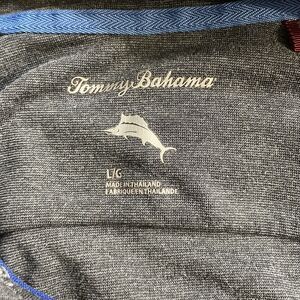 Tommy Bahama
L/G
MADE IN THAILAND
FABRIQUÉ EN THAÏLANDE